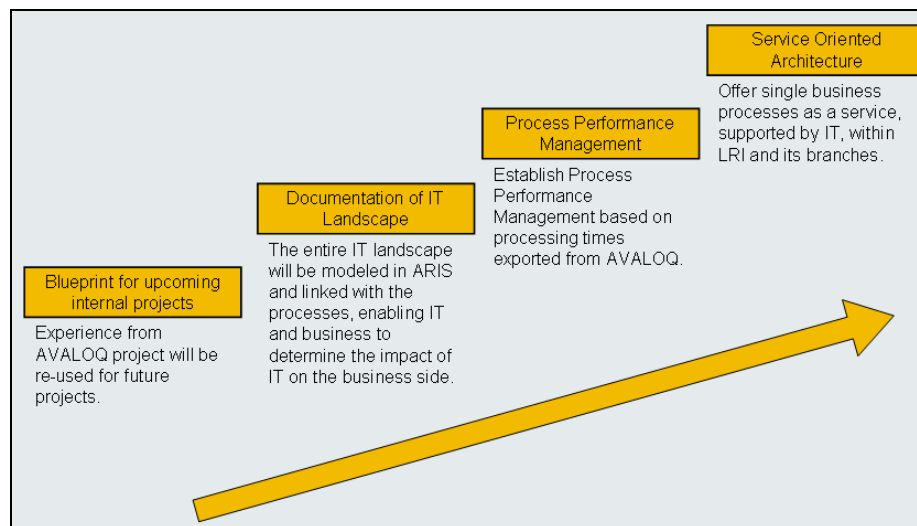 Blueprint for upcoming
internal projects
Experience from
AVALOQ project will be
re-used for future
projects.
Documentation of IT
Landscape
The entire IT landscape
will be modeled in ARIS
and linked with the
processes, enabling IT
and business to
determine the impact of
IT on the business side.
Process Performance
Management
Establish Process
Performance
Management based on
processing times
exported from AVALOQ.
Service Oriented
Architecture
Offer single business
processes as a service,
supported by IT, within
LRI and its branches.